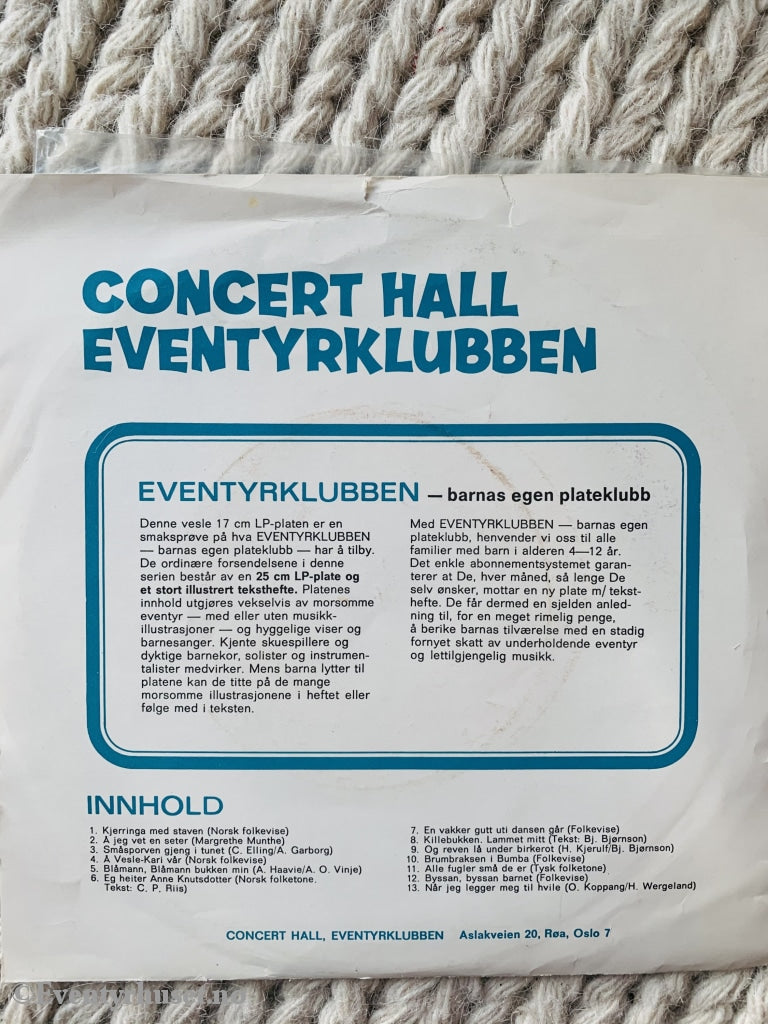 CONCERT HALL
EVENTYRKLUBBEN
EVENTYRKLUBBEN — barnas egen plateklubb
Denne vesle 17 cm LP-platen er en
smaksprøve på hva EVENTYRKLUBBEN
— barnas egen plateklubb — har å tilby.
De ordinære forsendelsene i denne
serien består av en 25 cm LP-plate og
et stort illustrert teksthefte. Platenes
innhold utgjøres vekselvis av morsomme
eventyr — med eller uten musikk-
illustrasjoner — og hyggelige viser og
barnesanger. Kjente skuespillere og
dyktige barnekor, solister og instrumen-
talister medvirker. Mens barna lytter til
platene kan de titte på de mange
morsomme illustrasjonene i heftet eller
følge med i teksten.
Med EVENTYRKLUBBEN — barnas egen
plateklubb, henvender vi oss til alle
familier med barn i alderen 4—12 år.
Det enkle abonnementsystemet garan-
terer at De, hver måned, så lenge De
selv ønsker, mottar en ny plate m/ tekst-
hefte. De får dermed en sjelden anled-
ning til, for en meget rimelig penge,
å berike barnas tilværelse med en stadig
fornyet skatt av underholdende eventyr
og lettilgjengelig musikk.
INNHOLD
1. Kjerringa med staven (Norsk folkevise)
2. Å jeg vet en seter (Margrethe Munthe)
3. Småsporven gjeng i tunet (C. Elling/A. Garborg)
4. Å Vesle-Kari vår (Norsk folkevise)
5. Blåmann, Blåmann bukken min (A. Haavie/A. O. Vinje)
6. Eg heiter Anne Knutsdotter (Norsk folketone.
Tekst: C. P. Riis)
7. En vakker gutt uti dansen går (Folkevise)
8. Killebukken. Lammet mitt (Tekst: Bj. Bjørnson)
9. Og reven lå under birkerot (H. Kjerulf/Bj. Bjørnson)
10. Brumbraksen i Bumba (Folkevise)
11. Alle fugler små de er (Tysk folketone)
12. Byssan, byssan barnet (Folkevise)
13. Når jeg legger meg til hvile (O. Koppang/H. Wergeland)
CONCERT HALL, EVENTYRKLUBBEN Aslakveien 20, Røa, Oslo 7
©Eventyrhuset.no